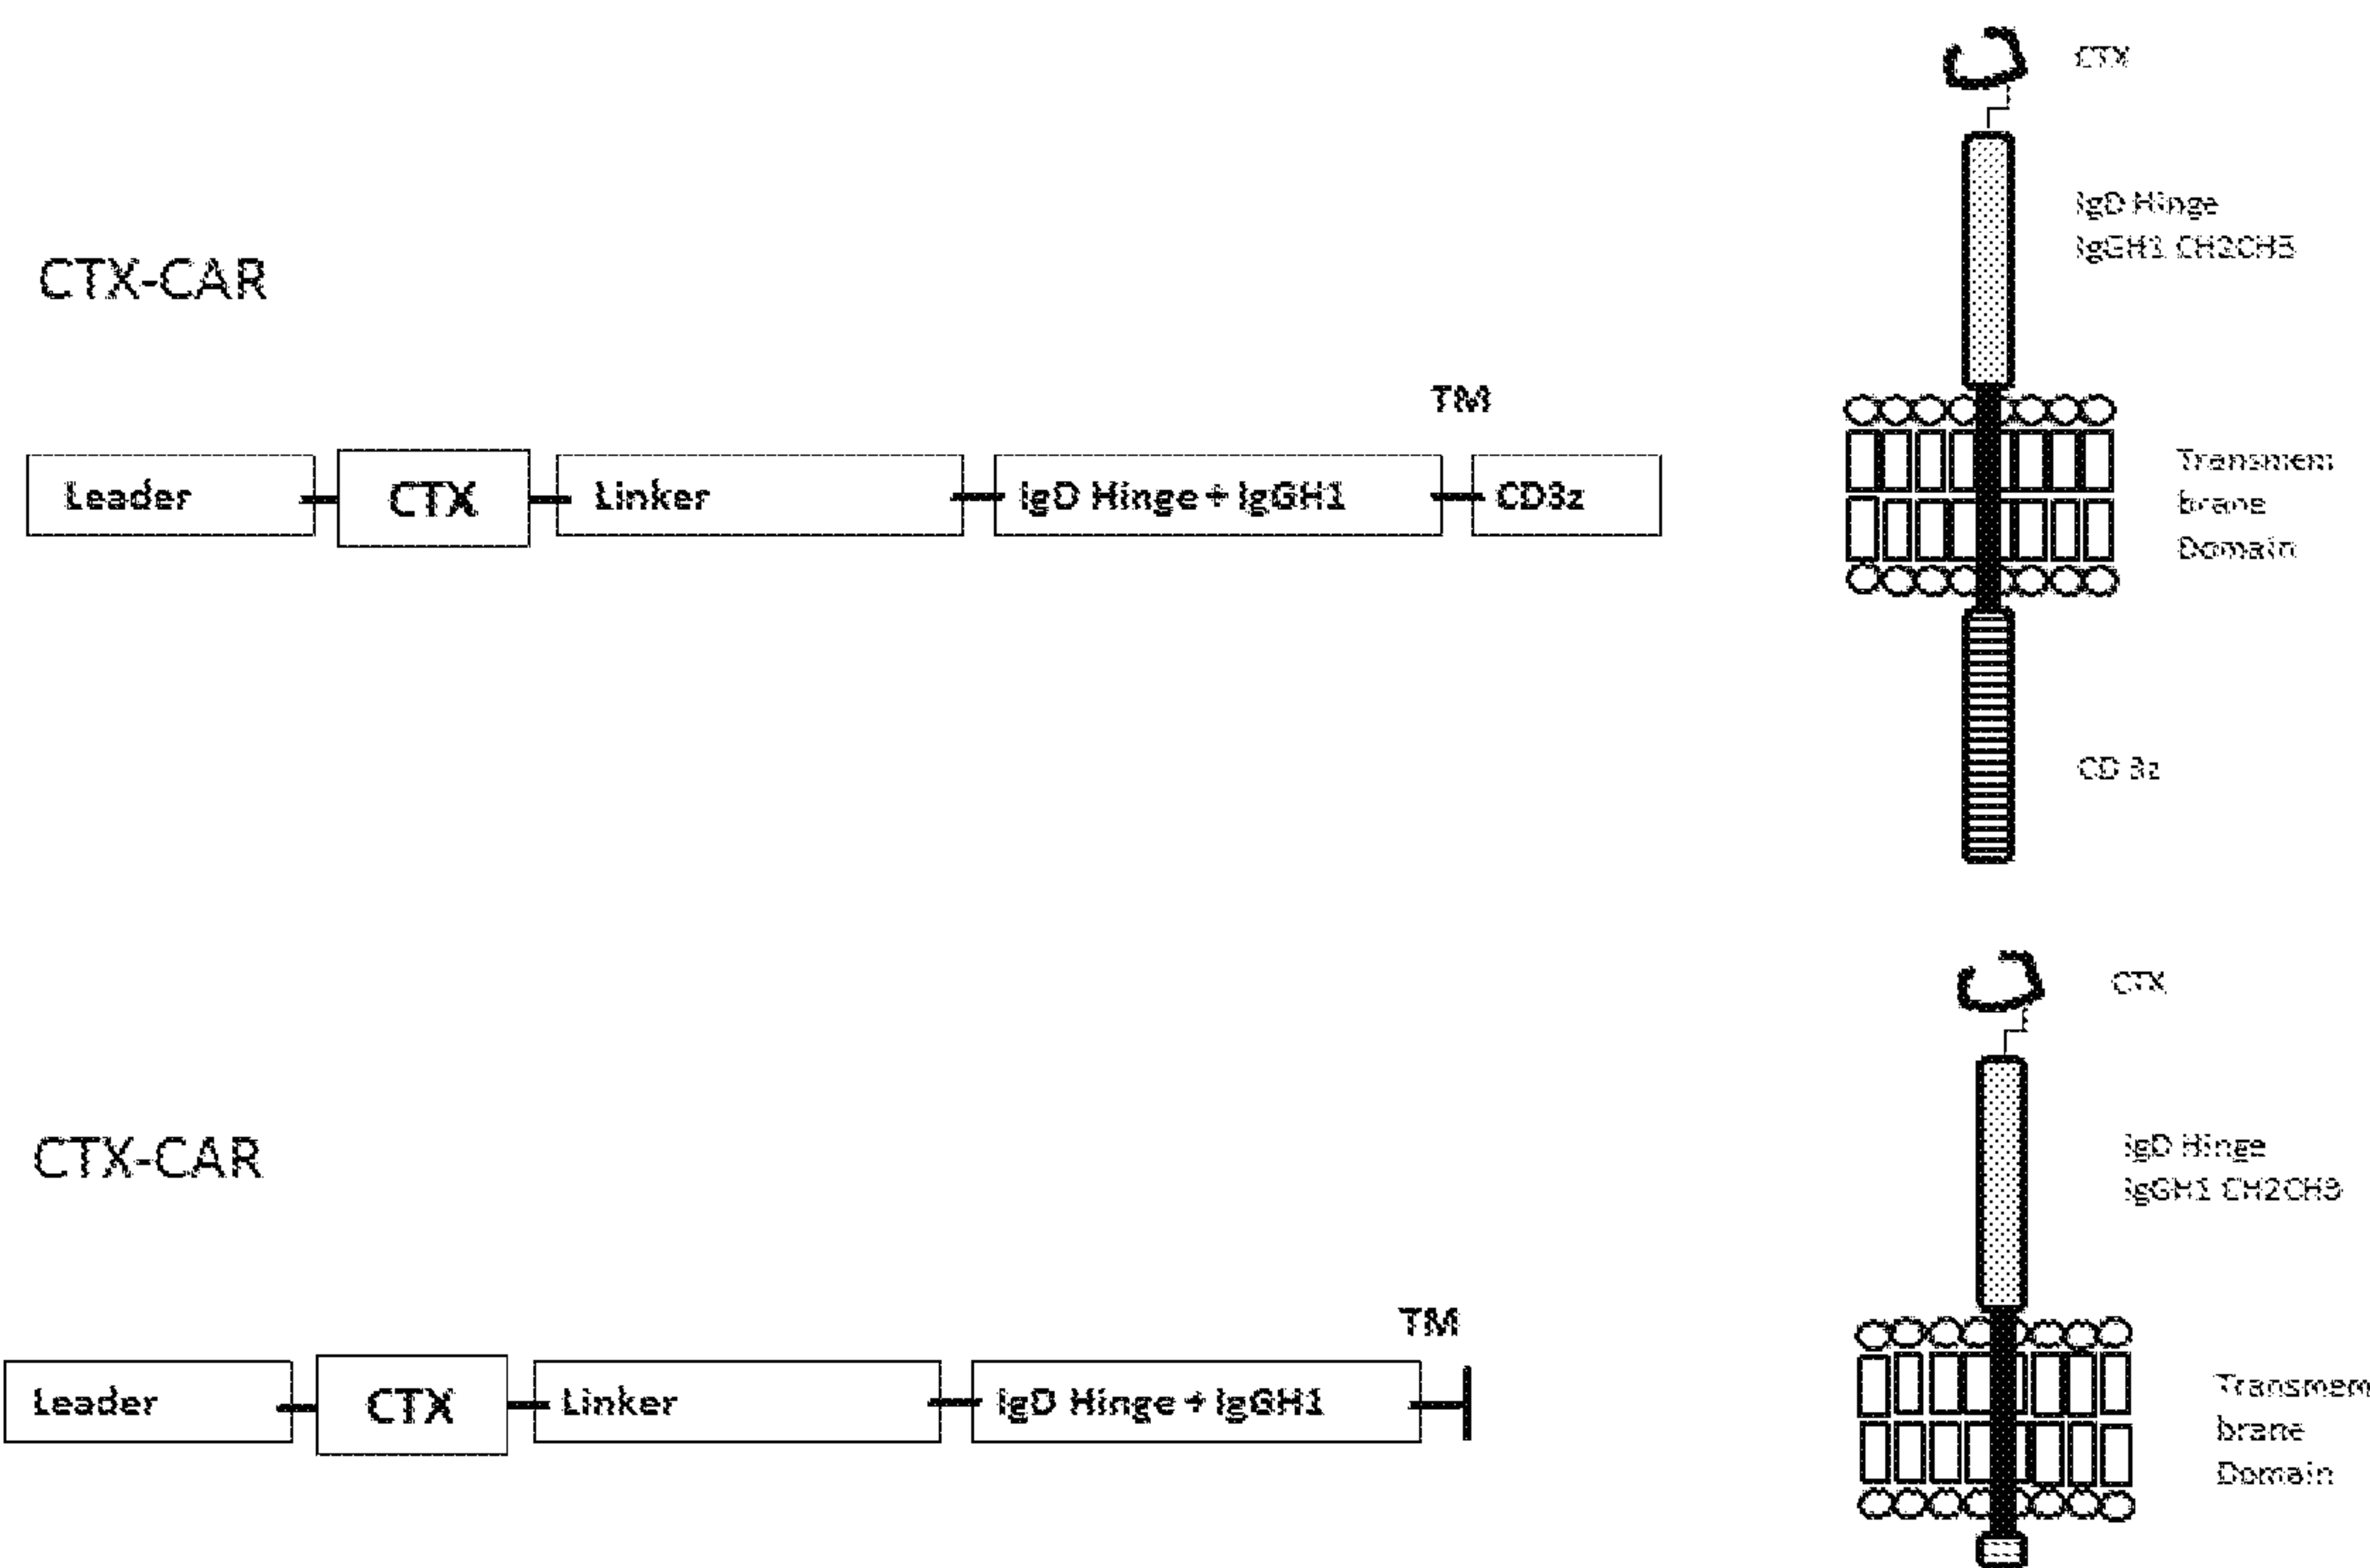 CTX
IgD Hinge
IgGH1 CH2CH3
CTX-CAR
TM
Leader
CTX
Linker
IgD Hinge + IgGH1
CD3z
Transmem
brane
Domain
CD 3z
CTX
IgD Hinge
IgGH1 CH2CH3
CTX-CAR
TM
Leader
CTX
Linker
IgD Hinge + IgGH1
Transmem
brane
Domain